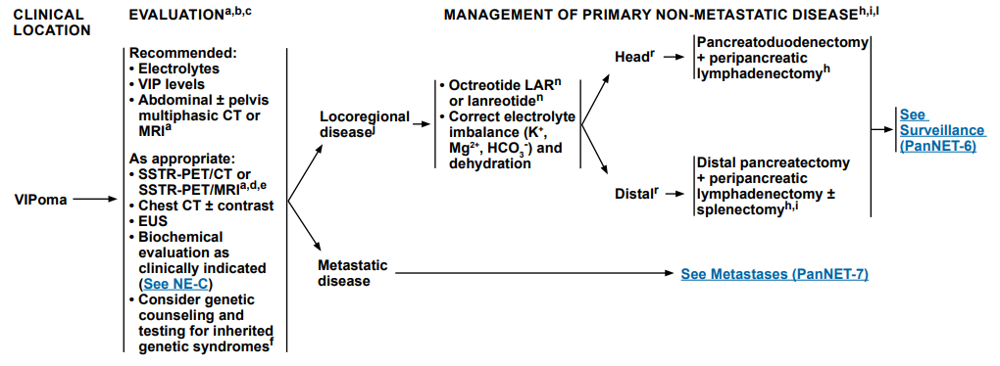 CLINICAL
LOCATION
EVALUATIONa,b,c
MANAGEMENT OF PRIMARY NON-METASTATIC DISEASEh,i,l
VIPoma
Recommended:
• Electrolytes
• VIP levels
• Abdominal ± pelvis
multiphasic CT or
MRIa
As appropriate:
• SSTR-PET/CT or
SSTR-PET/MRIa,d,e
• Chest CT ± contrast
• EUS
• Biochemical
evaluation as
clinically indicated
(See NE-C)
• Consider genetic
counseling and
testing for inherited
genetic syndromesf
Locoregional
diseasej
• Octreotide LARn
or lanreotiden
• Correct electrolyte
imbalance (K+,
Mg2+, HCO3-) and
dehydration
Headr
Pancreatoduodenectomy
+ peripancreatic
lymphadenectomyh
Distalr
Distal pancreatectomy
+ peripancreatic
lymphadenectomy ±
splenectomyh,i
See
Surveillance
(PanNET-6)
Metastatic
disease
See Metastases (PanNET-7)